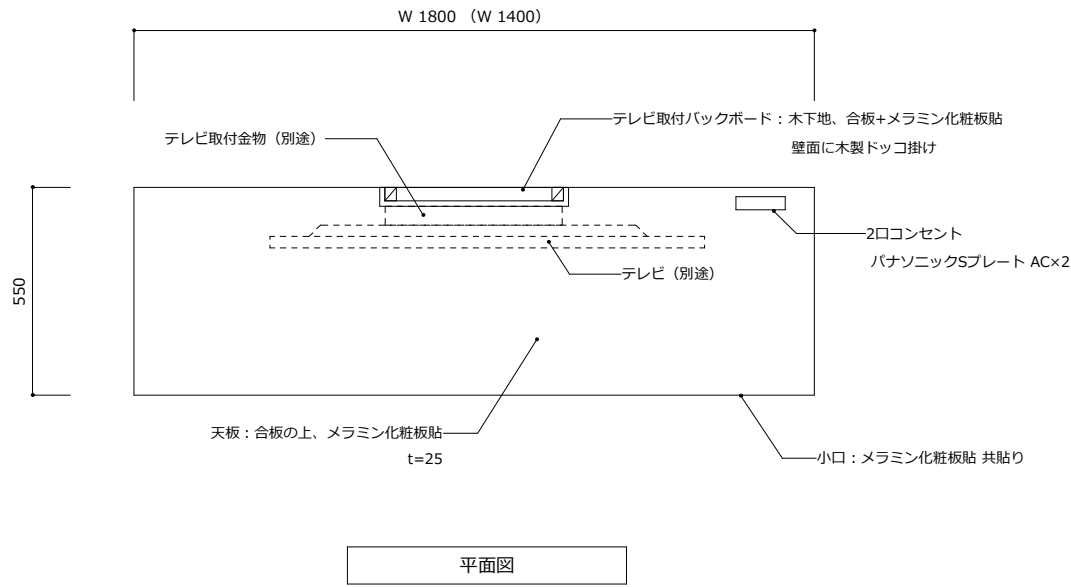 W 1800 （W 1400）
テレビ取付金物（別途）
テレビ取付バックボード：木下地、合板+メラミン化粧板貼
壁面に木製ドッコ掛け
2口コンセント
パナソニックSプレート AC×2
テレビ（別途）
550
天板：合板の上、メラミン化粧板貼
t=25
小口：メラミン化粧板貼 共貼り
平面図